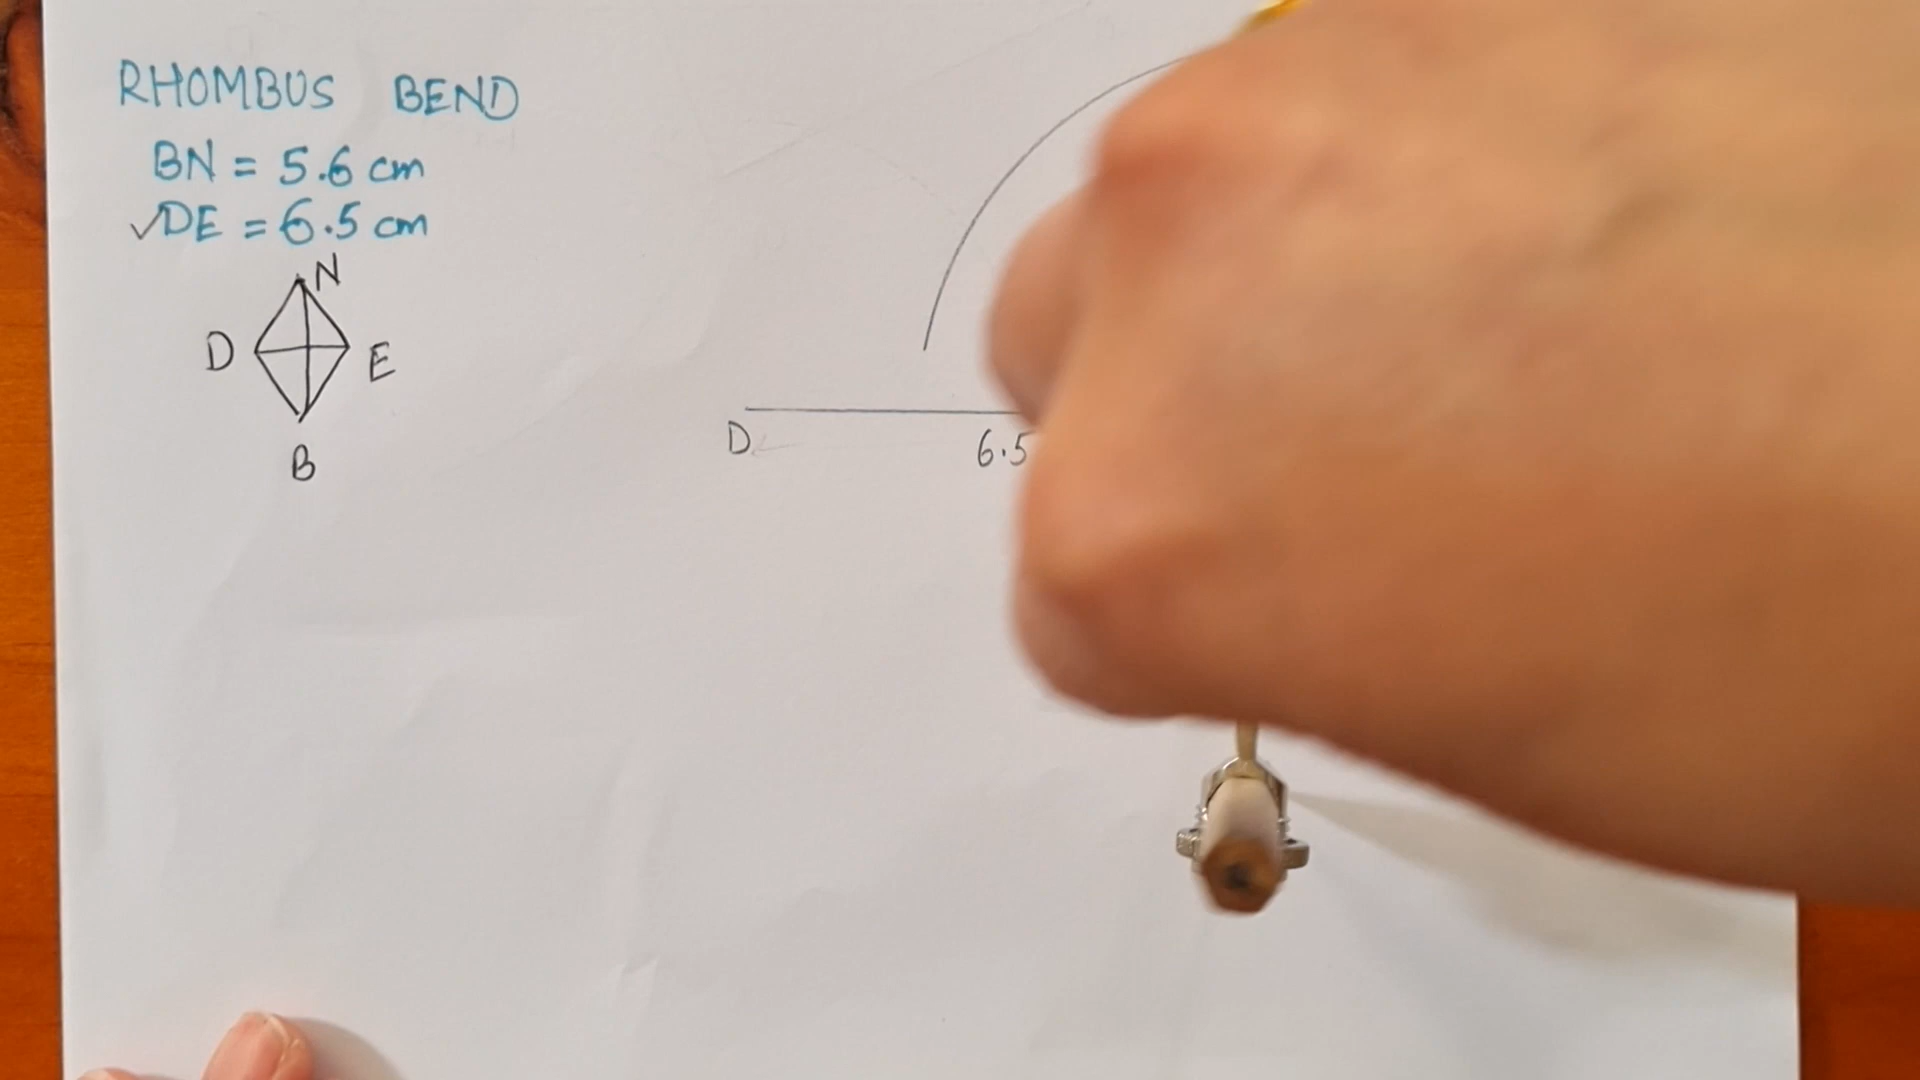 RHOMBUS BEND
BN = 5.6 cm
✓DE = 6.5 cm
N
D E
B
D 6.5